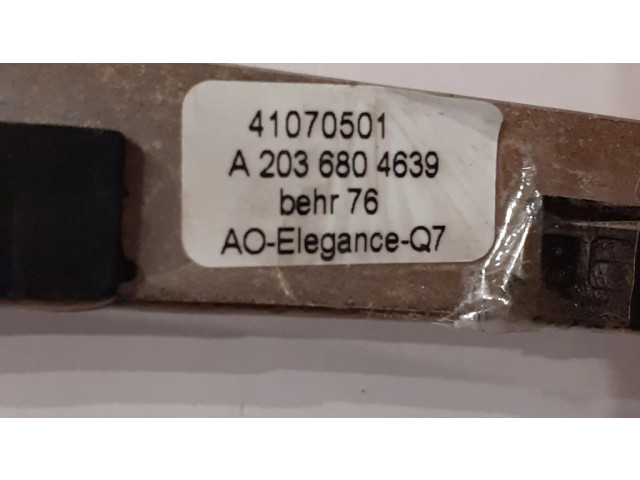 41070501
A 203 680 4639
behr 76
AO-Elegance-Q7